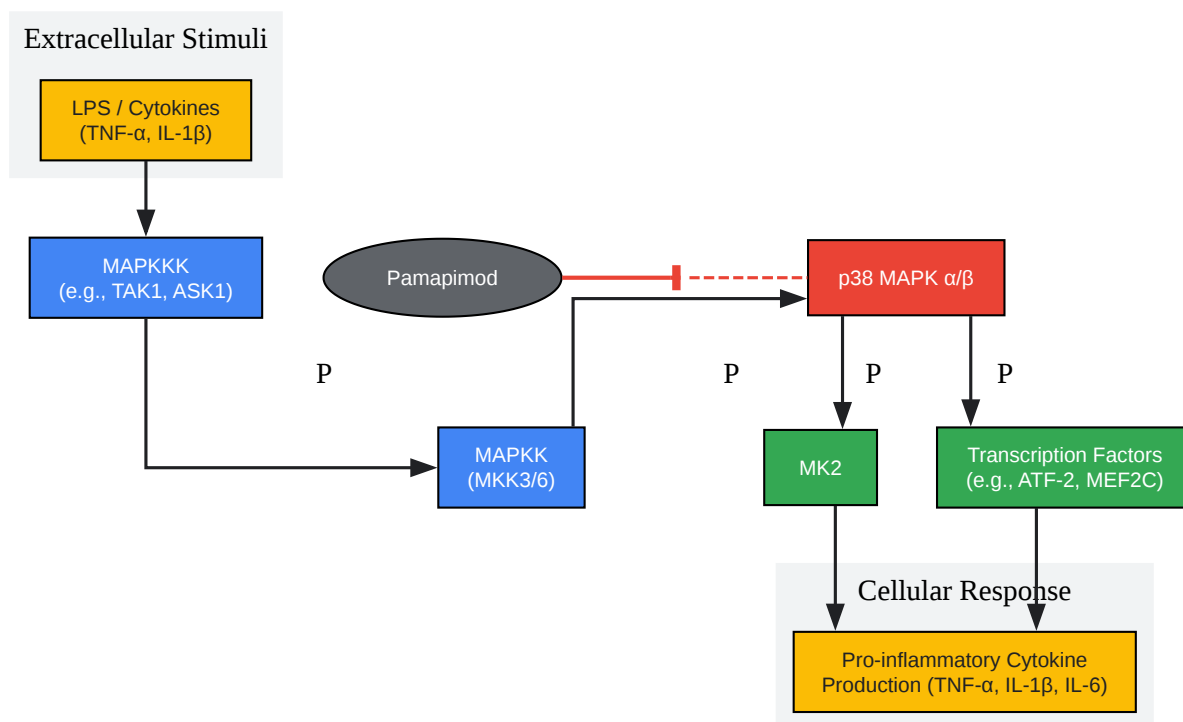 Extracellular Stimuli
LPS / Cytokines
(TNF-α, IL-1β)
MAPKKK
(e.g., TAK1, ASK1)
Pamapimod
p38 MAPK α/β
P
P
P
P
MAPKK
(MKK3/6)
MK2
Transcription Factors
(e.g., ATF-2, MEF2C)
Cellular Response
Pro-inflammatory Cytokine
Production (TNF-α, IL-1β, IL-6)